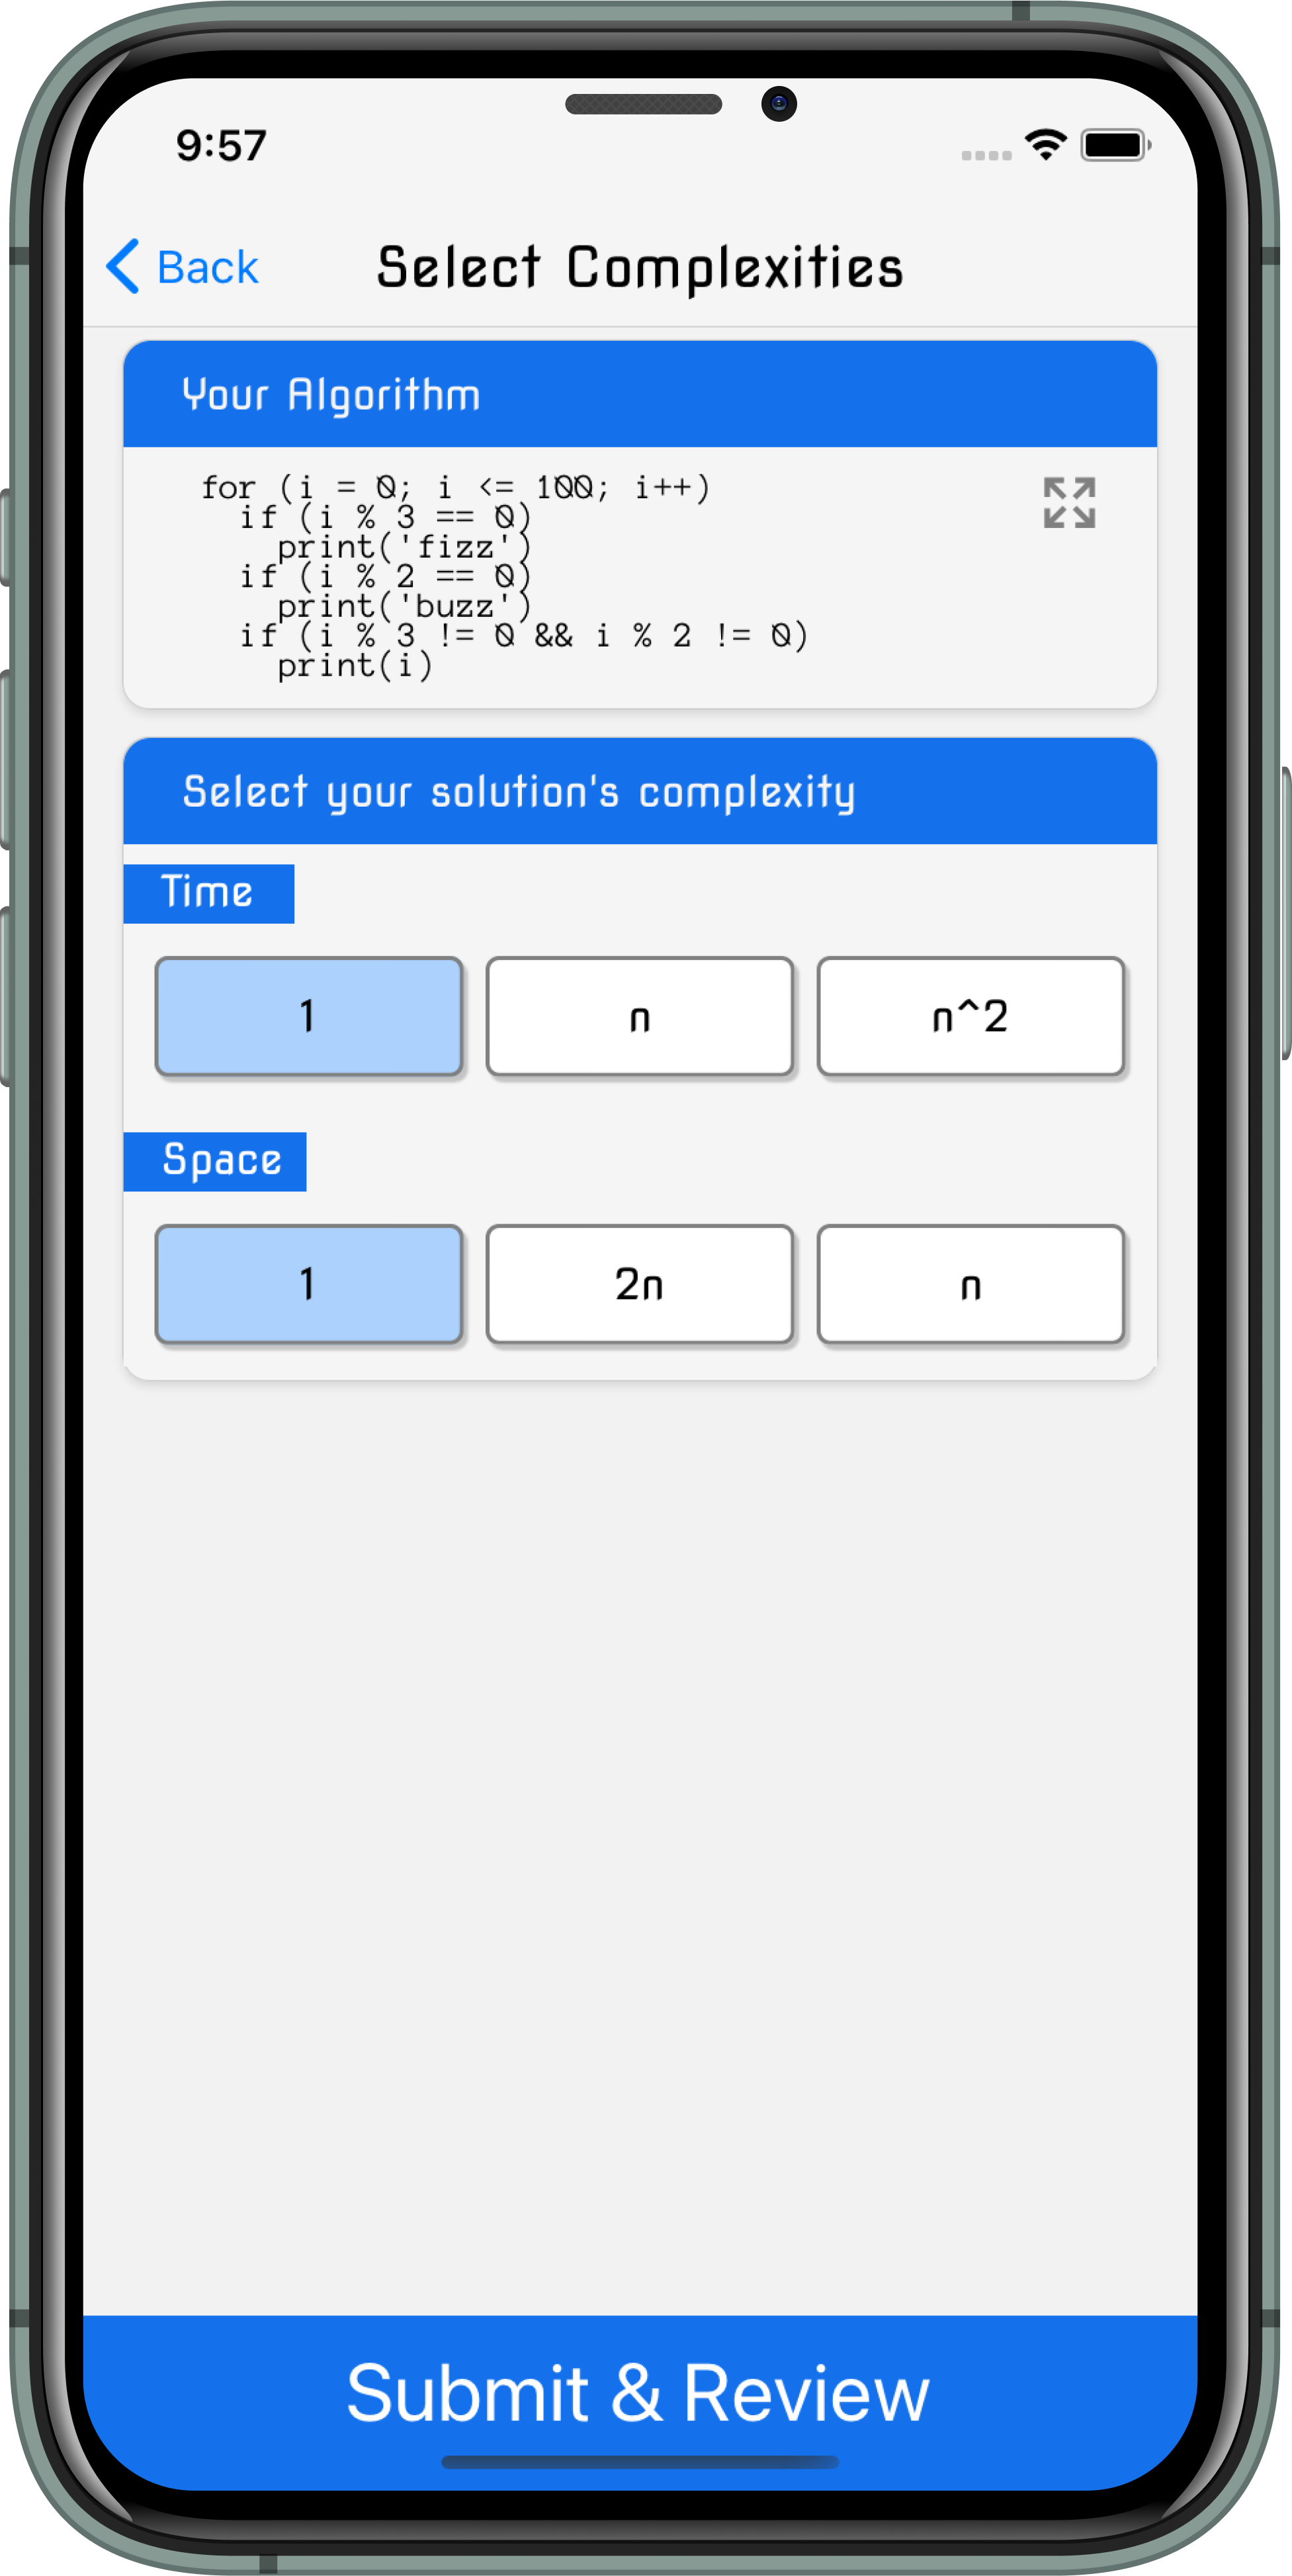 9:57
Back
Select Complexities
Your Algorithm
for (i = 0; i <= 100; i++)
  if (i % 3 == 0)
    print('fizz')
  if (i % 2 == 0)
    print('buzz')
  if (i % 3 != 0 && i % 2 != 0)
    print(i)
Select your solution's complexity
Time
1 n n^2
Space
1 2n n
Submit & Review